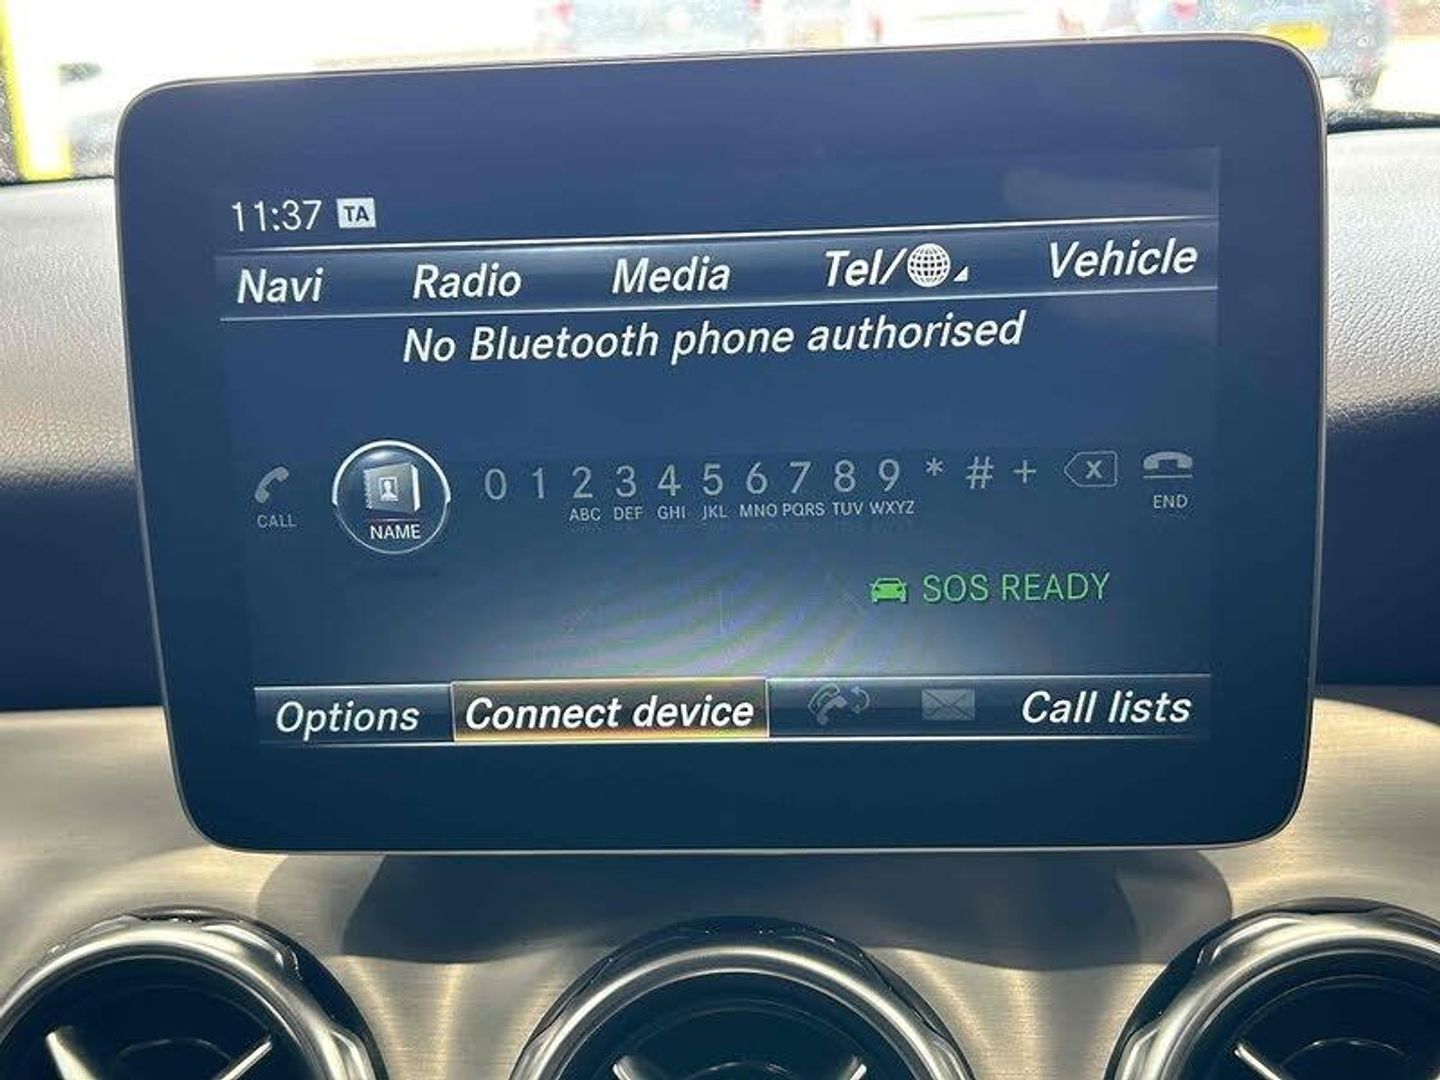 11:37 TA
Navi Radio Media Tel/ Vehicle
No Bluetooth phone authorised
0 1 2 3 4 5 6 7 8 9 * # + X
CALL NAME ABC DEF GHI JKL MNO PQRS TUV WXYZ END
SOS READY
Options Connect device Call lists